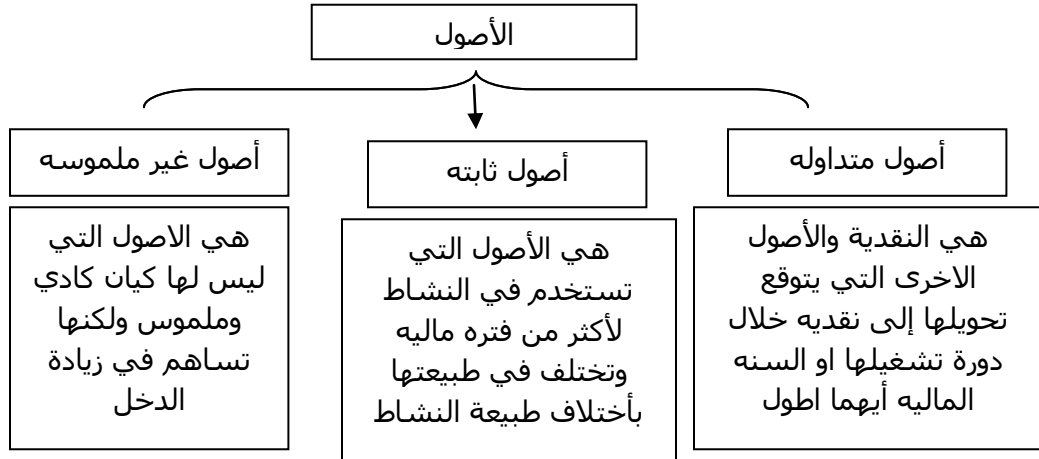 الأصول
أصول متداوله
هي النقدية والأصول
الاخرى التي يتوقع
تحويلها إلى نقديه خلال
دورة تشغيلها او السنه
الماليه أيهما اطول
أصول ثابته
هي الأصول التي
تستخدم في النشاط
لأكثر من فتره ماليه
وتختلف في طبيعتها
بأختلاف طبيعة النشاط
أصول غير ملموسه
هي الاصول التي
ليس لها كيان كادي
وملموس ولكنها
تساهم في زيادة
الدخل